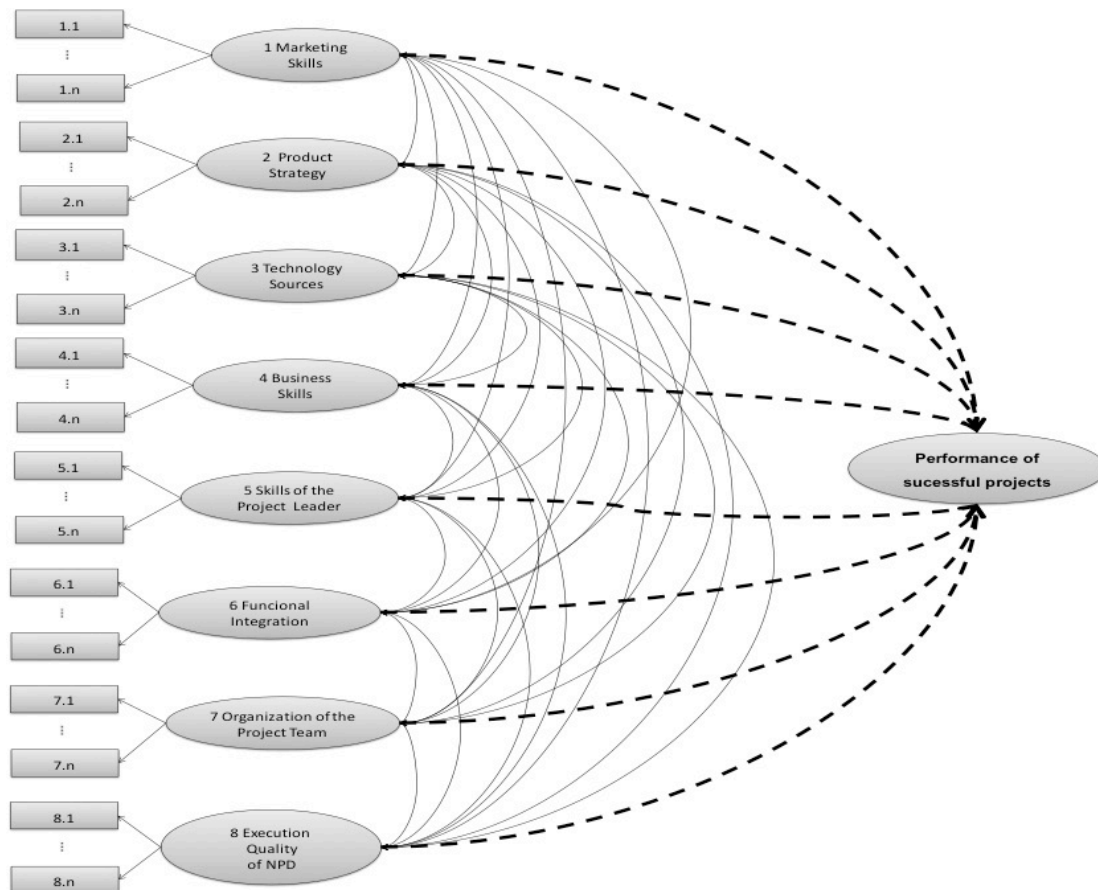 1.1
⋮
1.n
1 Marketing
Skills
2.1
⋮
2.n
2 Product
Strategy
3.1
⋮
3.n
3 Technology
Sources
4.1
⋮
4.n
4 Business
Skills
5.1
⋮
5.n
5 Skills of the
Project Leader
6.1
⋮
6.n
6 Funcional
Integration
7.1
⋮
7.n
7 Organization of the
Project Team
8.1
⋮
8.n
8 Execution
Quality
of NPD
Performance of
sucessful projects